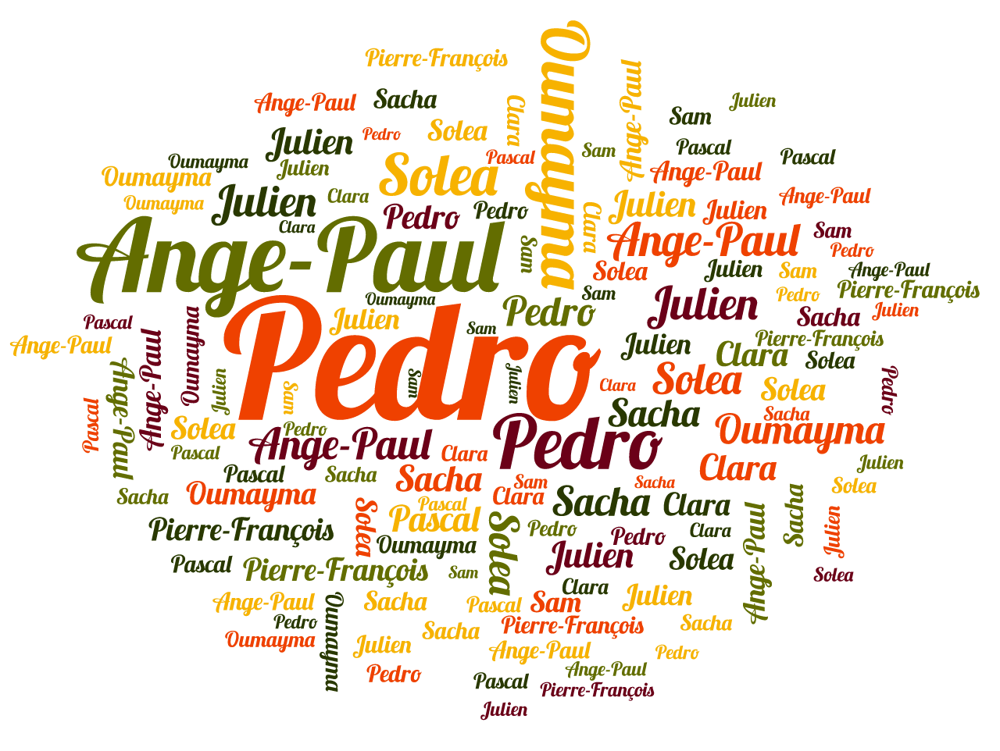 Pierre-François
Oumayma
Ange-Paul
Ange-Paul
Sacha
Clara
Julien
Sam
Julien
Pedro
Solea
Pascal
Sam
Pascal
Pascal
Oumayma
Julien
Solea
Ange-Paul
Oumayma
Clara
Julien
Julien
Ange-Paul
Oumayma
Clara
Pedro
Pedro
Clara
Julien
Ange-Paul
Ange-Paul
Sam
Ange-Paul
Sam
Pedro
Solea
Julien
Sam
Ange-Paul
Oumayma
Sam
Pedro
Pierre-François
Pedro
Julien
Julien
Sacha
Julien
Pascal
Oumayma
Sam
Pedro
Ange-Paul
Ange-Paul
Julien
Clara
Pierre-François
Solea
Ange-Paul
Julien
Sam
Sam
Julien
Clara
Solea
Solea
Pedro
Pascal
Solea
Pedro
Sacha
Sacha
Oumayma
Pascal
Ange-Paul
Clara
Pedro
Clara
Julien
Pascal
Sacha
Sacha
Sam
Sacha
Solea
Sacha
Oumayma
Solea
Pascal
Clara
Sacha
Clara
Ange-Paul
Sacha
Julien
Pierre-François
Pascal
Solea
Pedro
Pedro
Clara
Oumayma
Julien
Solea
Pascal
Pierre-François
Sam
Solea
Clara
Ange-Paul
Oumayma
Sacha
Pascal
Sam
Julien
Pedro
Sacha
Pierre-François
Sacha
Oumayma
Julien
Ange-Paul
Pedro
Pedro
Ange-Paul
Pascal
Pierre-François
Julien